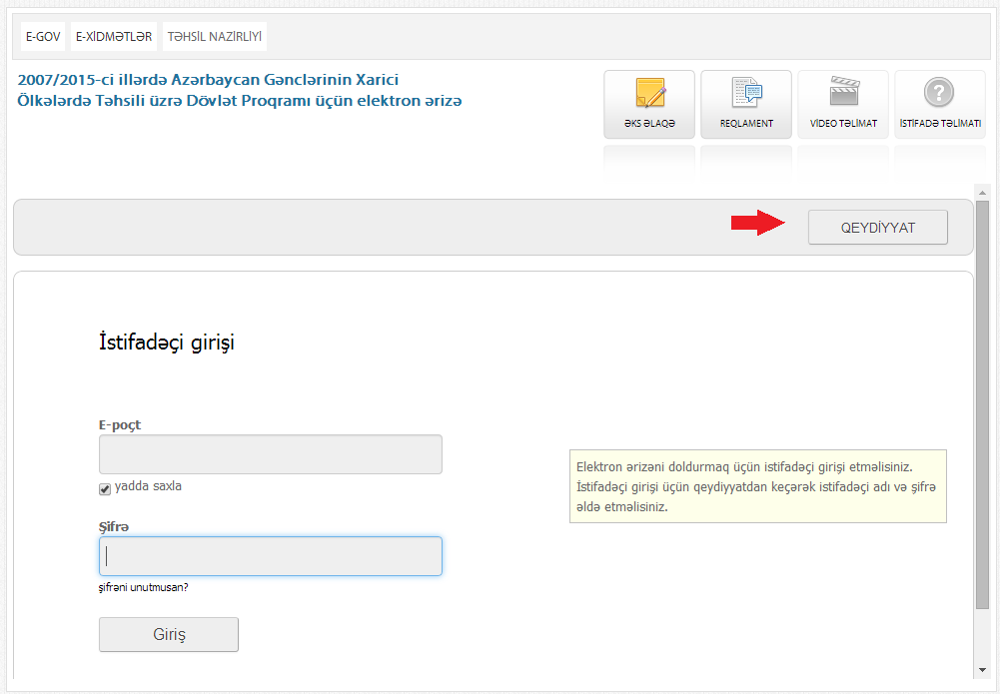 E-GOV
E-XİDMƏTLƏR
TƏHSİL NAZİRLİYİ
2007/2015-ci illərdə Azərbaycan Gənclərinin Xarici
Ölkələrdə Təhsili üzrə Dövlət Proqramı üçün elektron ərizə
ƏKS ƏLAQƏ
REQLAMENT
VİDEO TƏLİMAT
İSTİFADƏ TƏLİMATI
QEYDİYYAT
İstifadəçi girişi
E-poçt
yadda saxla
Şifrə
şifrəni unutmusan?
Giriş
Elektron ərizəni doldurmaq üçün istifadəçi girişi etməlisiniz.
İstifadəçi girişi üçün qeydiyyatdan keçərək istifadəçi adı və şifrə
əldə etməlisiniz.